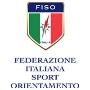 FISO
FEDERAZIONE
ITALIANA
SPORT
ORIENTAMENTO